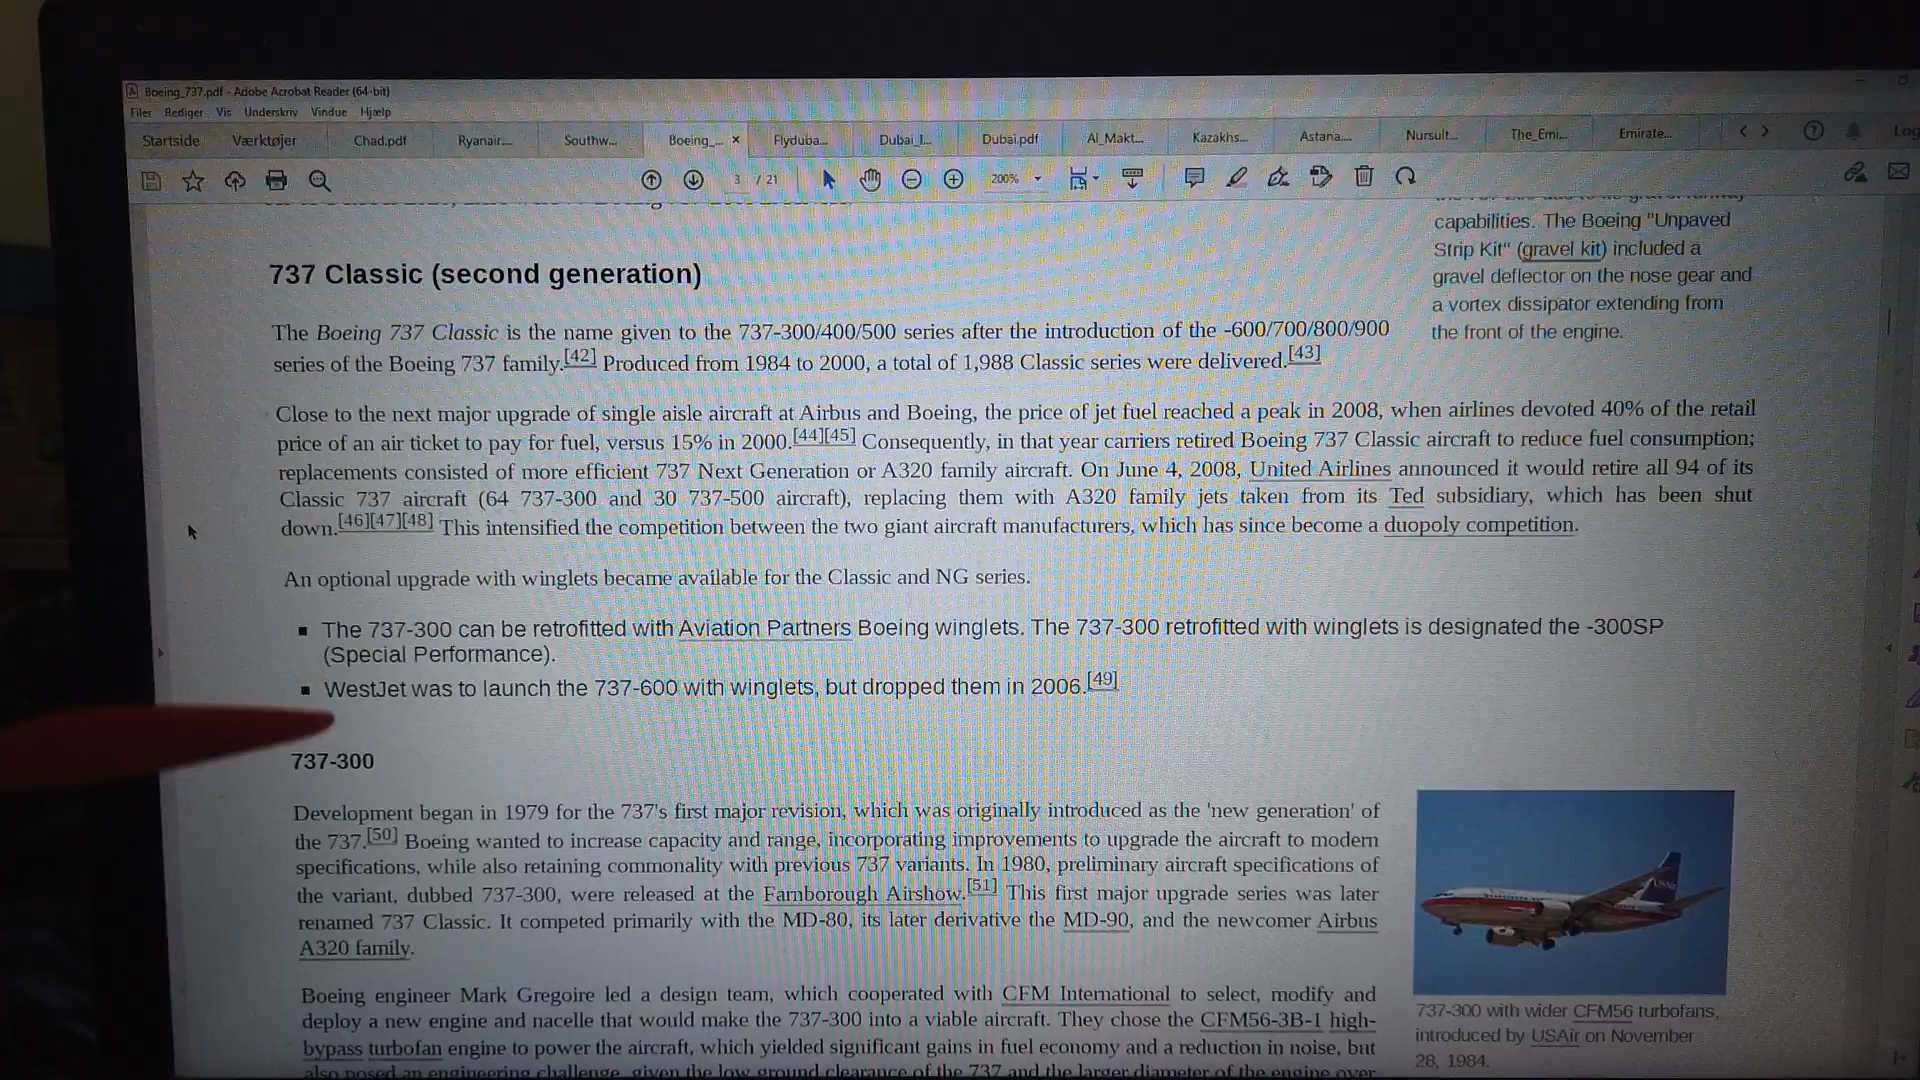 Boeing_737.pdf - Adobe Acrobat Reader (64-bit)
Filer Rediger Vis Underskriv Vindue Hjælp
Startside Værktøjer Chad.pdf Ryanair.... Southw... Boeing_... × Flyduba... Dubai_I... Dubai.pdf Al_Makt... Kazakhs... Astana.... Nursult... The_Emi... Emirate... Log
3 / 21 200%
737 Classic (second generation)
The Boeing 737 Classic is the name given to the 737-300/400/500 series after the introduction of the -600/700/800/900
series of the Boeing 737 family.[42] Produced from 1984 to 2000, a total of 1,988 Classic series were delivered.[43]
capabilities. The Boeing "Unpaved
Strip Kit" (gravel kit) included a
gravel deflector on the nose gear and
a vortex dissipator extending from
the front of the engine.
Close to the next major upgrade of single aisle aircraft at Airbus and Boeing, the price of jet fuel reached a peak in 2008, when airlines devoted 40% of the retail
price of an air ticket to pay for fuel, versus 15% in 2000.[44][45] Consequently, in that year carriers retired Boeing 737 Classic aircraft to reduce fuel consumption;
replacements consisted of more efficient 737 Next Generation or A320 family aircraft. On June 4, 2008, United Airlines announced it would retire all 94 of its
Classic 737 aircraft (64 737-300 and 30 737-500 aircraft), replacing them with A320 family jets taken from its Ted subsidiary, which has been shut
down.[46][47][48] This intensified the competition between the two giant aircraft manufacturers, which has since become a duopoly competition.
An optional upgrade with winglets became available for the Classic and NG series.
▪ The 737-300 can be retrofitted with Aviation Partners Boeing winglets. The 737-300 retrofitted with winglets is designated the -300SP
(Special Performance).
▪ WestJet was to launch the 737-600 with winglets, but dropped them in 2006.[49]
737-300
Development began in 1979 for the 737's first major revision, which was originally introduced as the 'new generation' of
the 737.[50] Boeing wanted to increase capacity and range, incorporating improvements to upgrade the aircraft to modern
specifications, while also retaining commonality with previous 737 variants. In 1980, preliminary aircraft specifications of
the variant, dubbed 737-300, were released at the Farnborough Airshow.[51] This first major upgrade series was later
renamed 737 Classic. It competed primarily with the MD-80, its later derivative the MD-90, and the newcomer Airbus
A320 family.
Boeing engineer Mark Gregoire led a design team, which cooperated with CFM International to select, modify and
deploy a new engine and nacelle that would make the 737-300 into a viable aircraft. They chose the CFM56-3B-1 high-
bypass turbofan engine to power the aircraft, which yielded significant gains in fuel economy and a reduction in noise, but
also posed an engineering challenge, given the low ground clearance of the 737 and the larger diameter of the engine over
USAir
737-300 with wider CFM56 turbofans,
introduced by USAir on November
28, 1984.